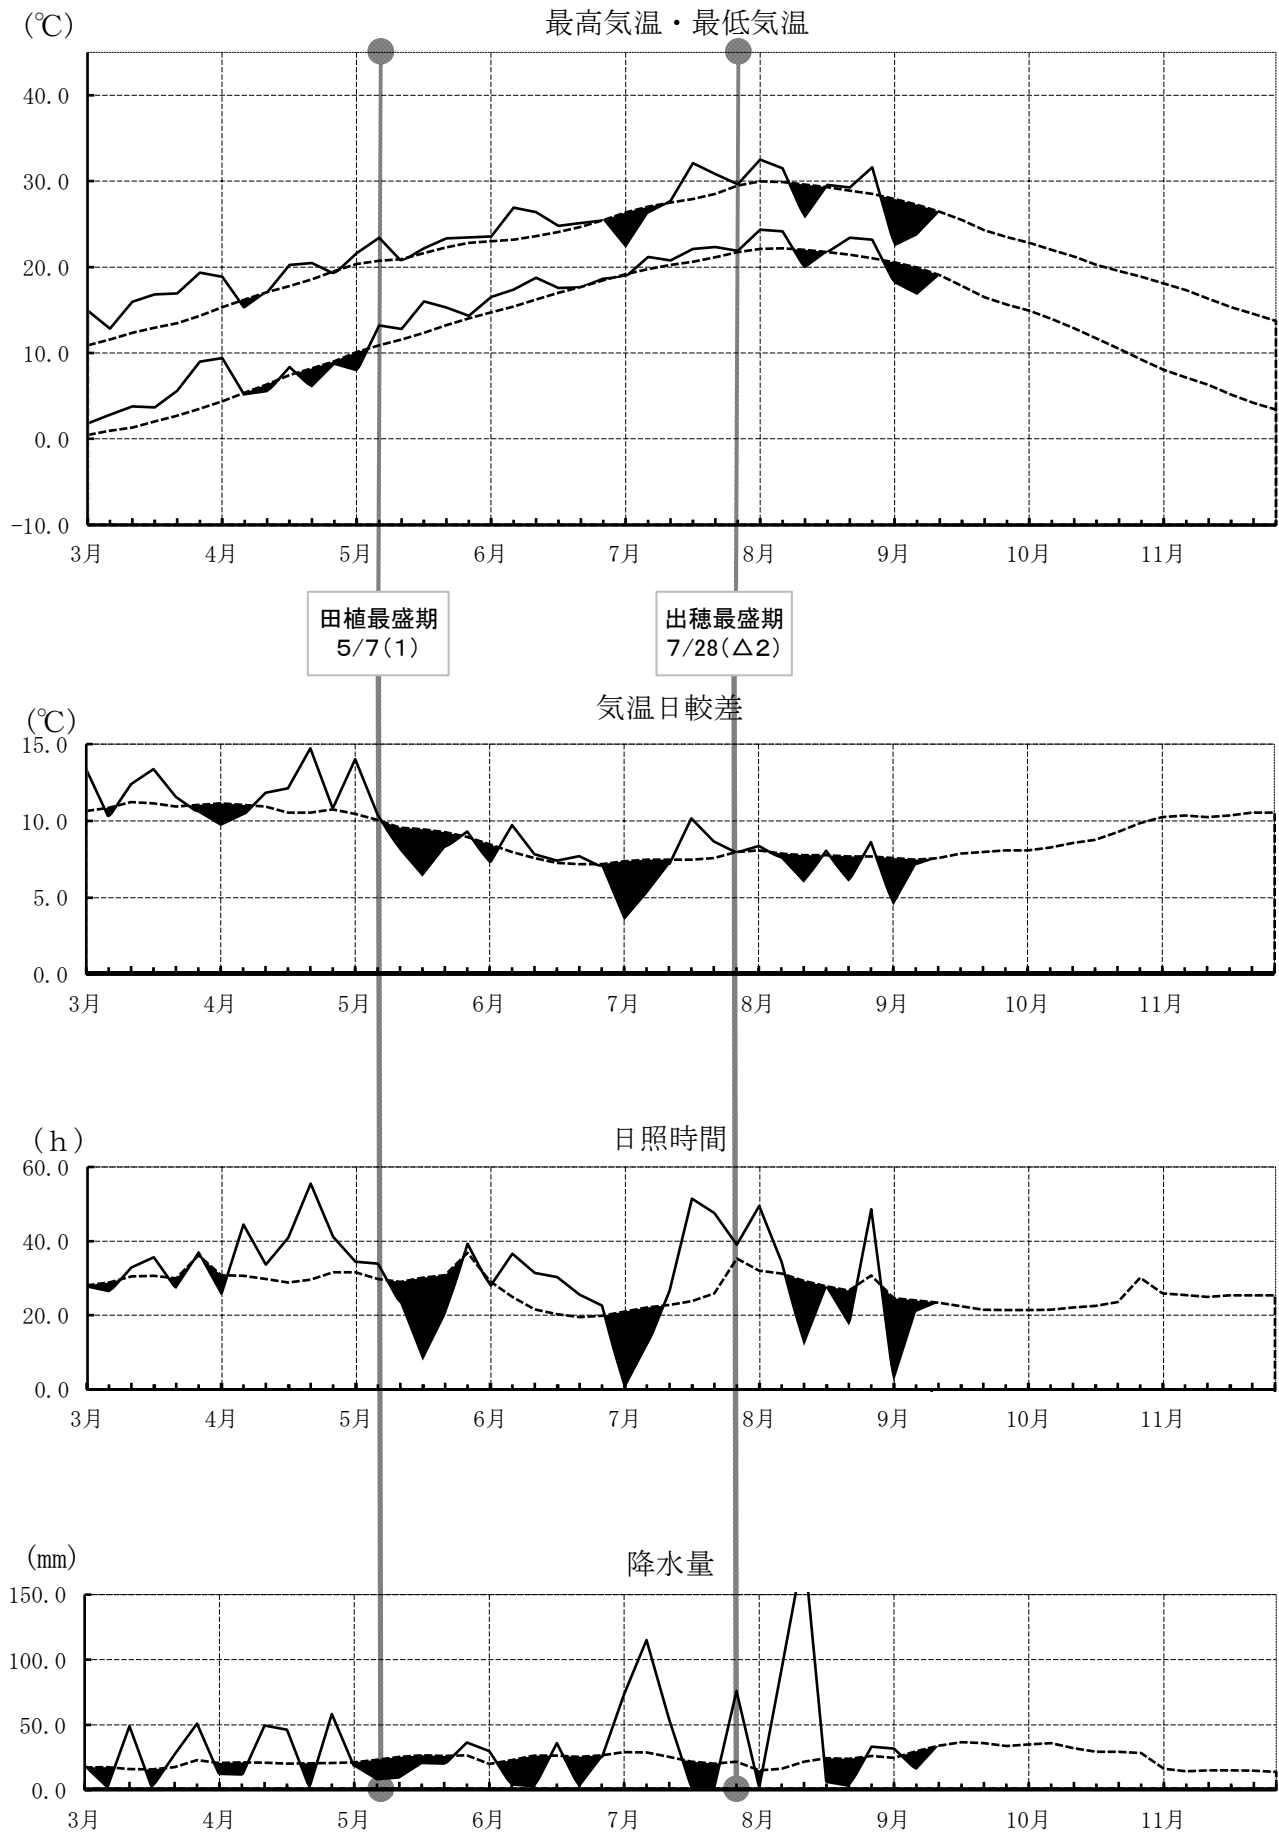 (℃)
最高気温・最低気温
40.0
30.0
20.0
10.0
0.0
-10.0
3月 4月 5月 6月 7月 8月 9月 10月 11月
田植最盛期
5/7(1)
出穂最盛期
7/28(△2)
気温日較差
(℃)
15.0
10.0
5.0
0.0
3月 4月 5月 6月 7月 8月 9月 10月 11月
(h)
日照時間
60.0
40.0
20.0
0.0
3月 4月 5月 6月 7月 8月 9月 10月 11月
(mm)
降水量
150.0
100.0
50.0
0.0
3月 4月 5月 6月 7月 8月 9月 10月 11月